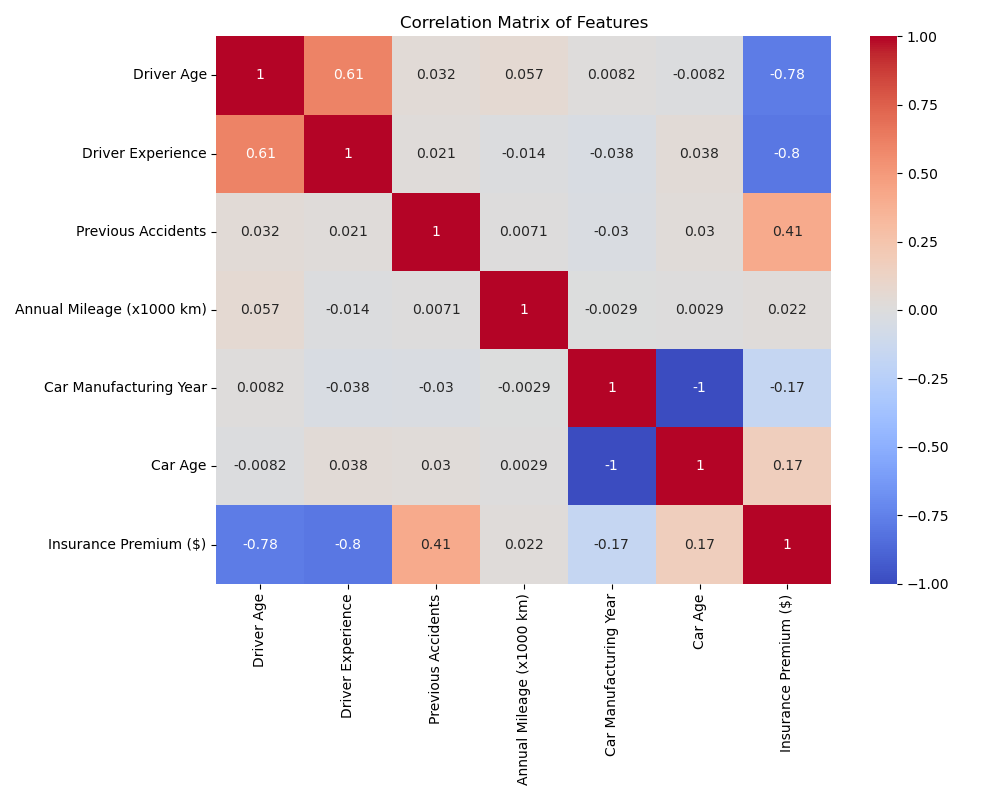 Correlation Matrix of Features
Driver Age 1 0.61 0.032 0.057 0.0082 -0.0082 -0.78
Driver Experience 0.61 1 0.021 -0.014 -0.038 0.038 -0.8
Previous Accidents 0.032 0.021 1 0.0071 -0.03 0.03 0.41
Annual Mileage (x1000 km) 0.057 -0.014 0.0071 1 -0.0029 0.0029 0.022
Car Manufacturing Year 0.0082 -0.038 -0.03 -0.0029 1 -1 -0.17
Car Age -0.0082 0.038 0.03 0.0029 -1 1 0.17
Insurance Premium ($) -0.78 -0.8 0.41 0.022 -0.17 0.17 1
Driver Age
Driver Experience
Previous Accidents
Annual Mileage (x1000 km)
Car Manufacturing Year
Car Age
Insurance Premium ($)
1.00
0.75
0.50
0.25
0.00
−0.25
−0.50
−0.75
−1.00